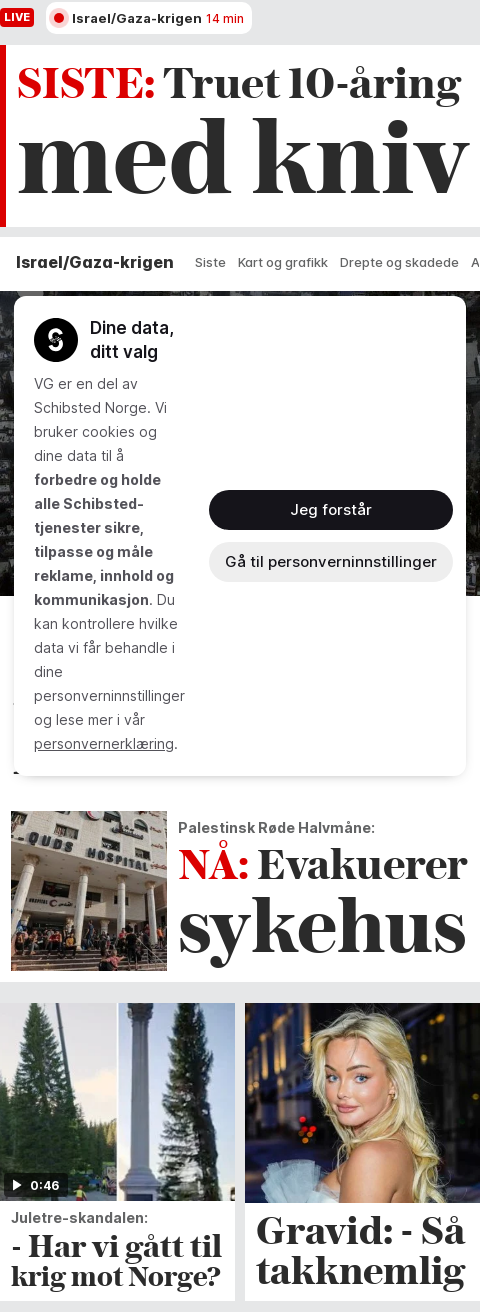 LIVE
Israel/Gaza-krigen 14 min
SISTE: Truet 10-åring
med kniv
Israel/Gaza-krigen Siste Kart og grafikk Drepte og skadede A
Dine data,
ditt valg
VG er en del av
Schibsted Norge. Vi
bruker cookies og
dine data til å
forbedre og holde
alle Schibsted-
tjenester sikre,
tilpasse og måle
reklame, innhold og
kommunikasjon. Du
kan kontrollere hvilke
data vi får behandle i
dine
personverninnstillinger
og lese mer i vår
personvernerklæring.
Jeg forstår
Gå til personverninnstillinger
QUDS HOSPITAL
Palestinsk Røde Halvmåne:
NÅ: Evakuerer
sykehus
0:46
Juletre-skandalen:
- Har vi gått til
krig mot Norge?
Gravid: - Så
takknemlig